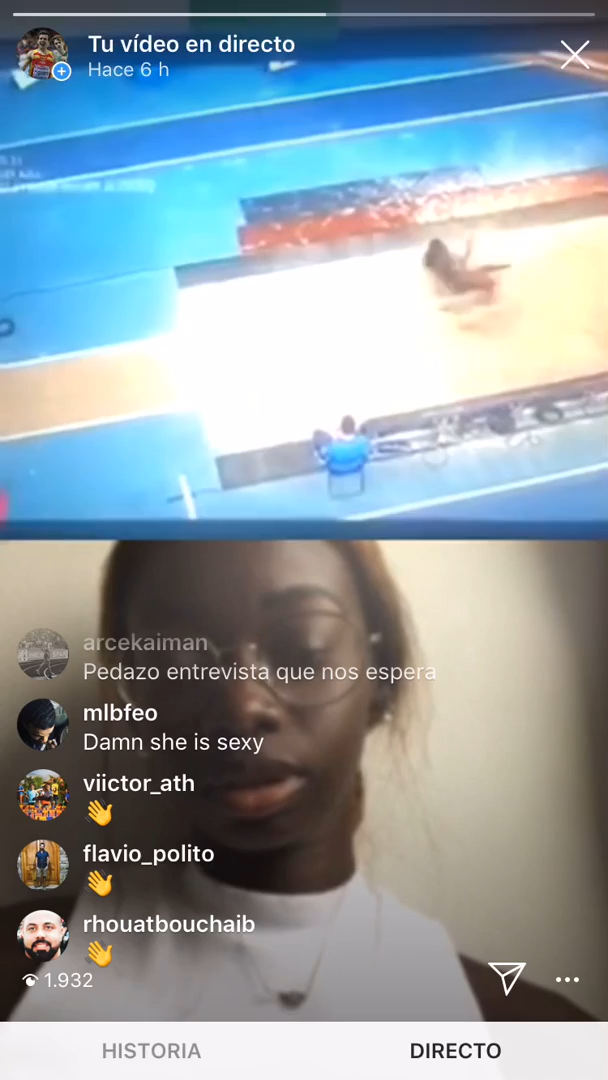 Tu vídeo en directo
Hace 6 h
arcekaiman
Pedazo entrevista que nos espera
mlbfeo
Damn she is sexy
viictor_ath
👋
flavio_polito
👋
rhouatbouchaib
👋
1.932
HISTORIA
DIRECTO